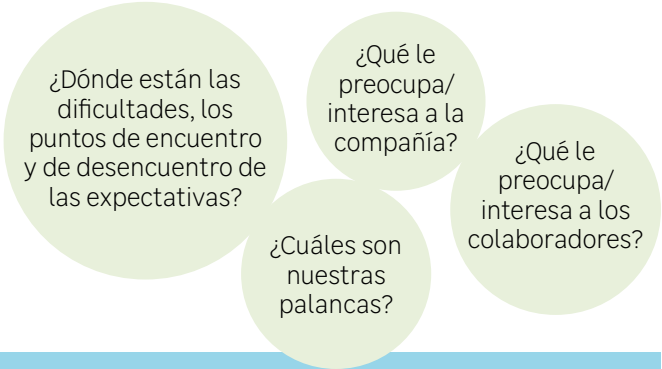 ¿Dónde están las
dificultades, los
puntos de encuentro
y de desencuentro de
las expectativas?
¿Qué le
preocupa/
interesa a la
compañía?
¿Qué le
preocupa/
interesa a los
colaboradores?
¿Cuáles son
nuestras
palancas?